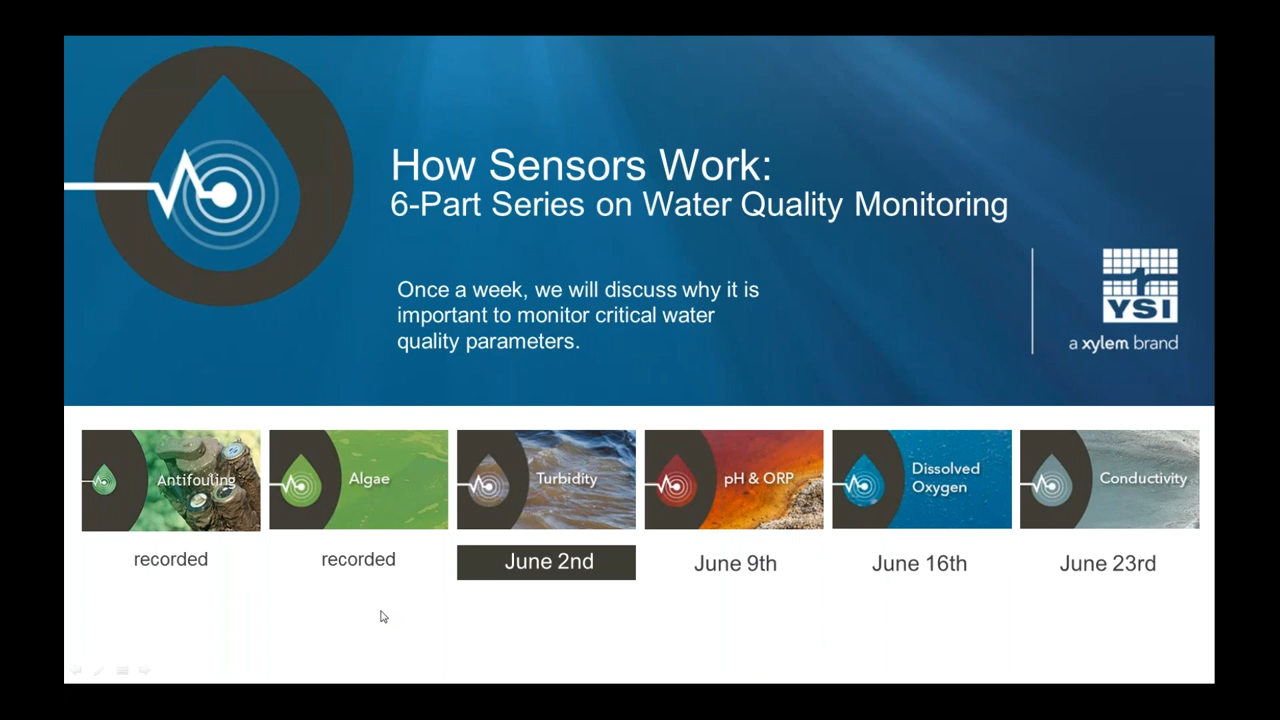 How Sensors Work:
6-Part Series on Water Quality Monitoring
Once a week, we will discuss why it is
important to monitor critical water
quality parameters.
YSI
a xylem brand
Antifouling
Algae
Turbidity
pH & ORP
Dissolved
Oxygen
Conductivity
recorded
recorded
June 2nd
June 9th
June 16th
June 23rd